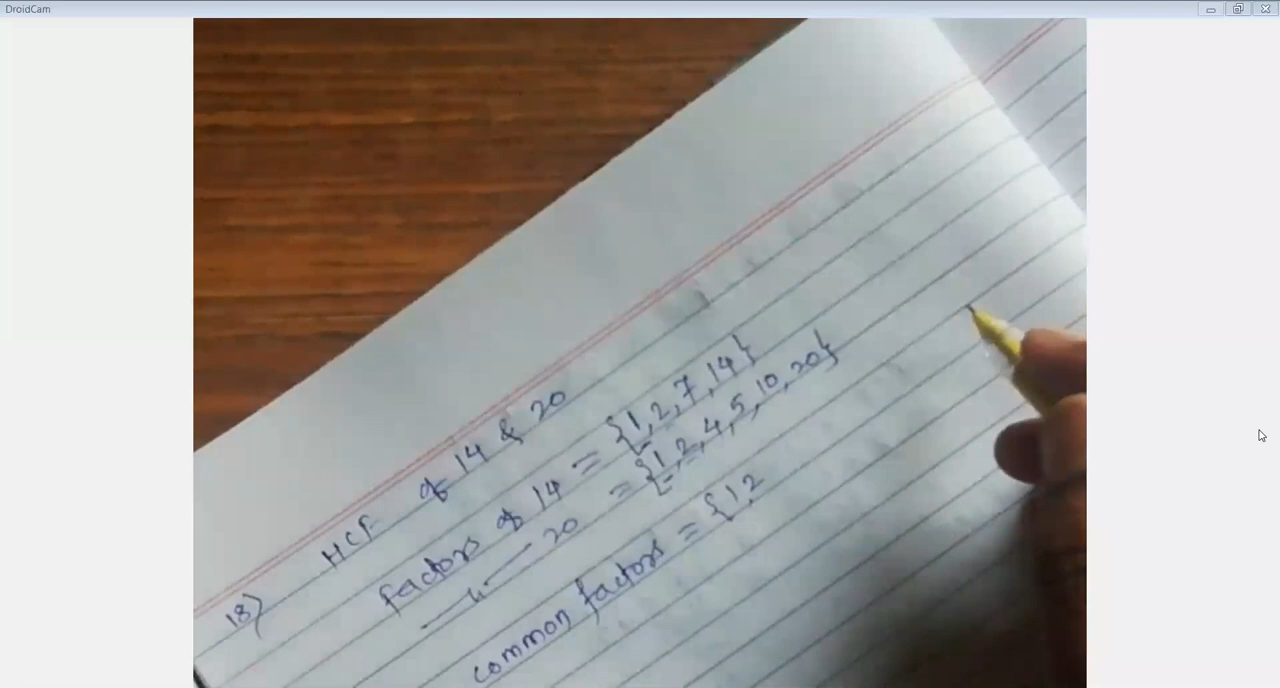 DroidCam
18) HCF of 14 & 20
Factors of 14 = {1, 2, 7, 14}
—〃— 20 = {1, 2, 4, 5, 10, 20}
common factors = {1, 2